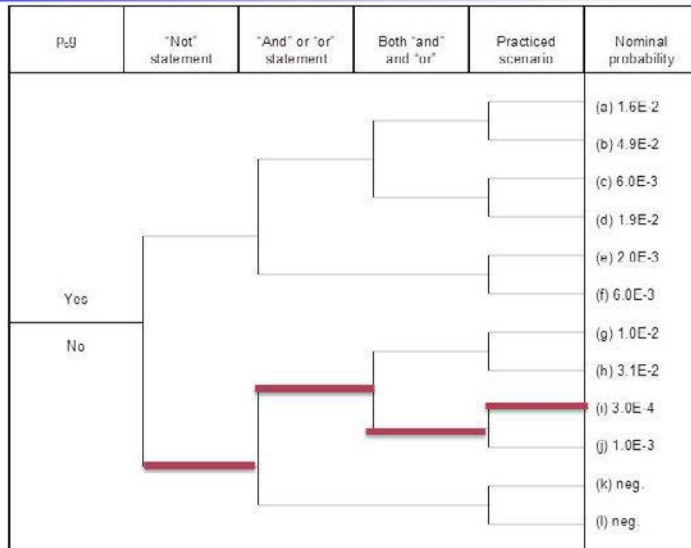 pcg
"Not" statement
"And" or "or" statement
Both "and" and "or"
Practiced scenario
Nominal probability
(a) 1.6E-2
(b) 4.9E-2
(c) 6.0E-3
(d) 1.9E-2
(e) 2.0E-3
Yes
(f) 6.0E-3
No
(g) 1.0E-2
(h) 3.1E-2
(i) 3.0E-4
(j) 1.0E-3
(k) neg.
(l) neg.